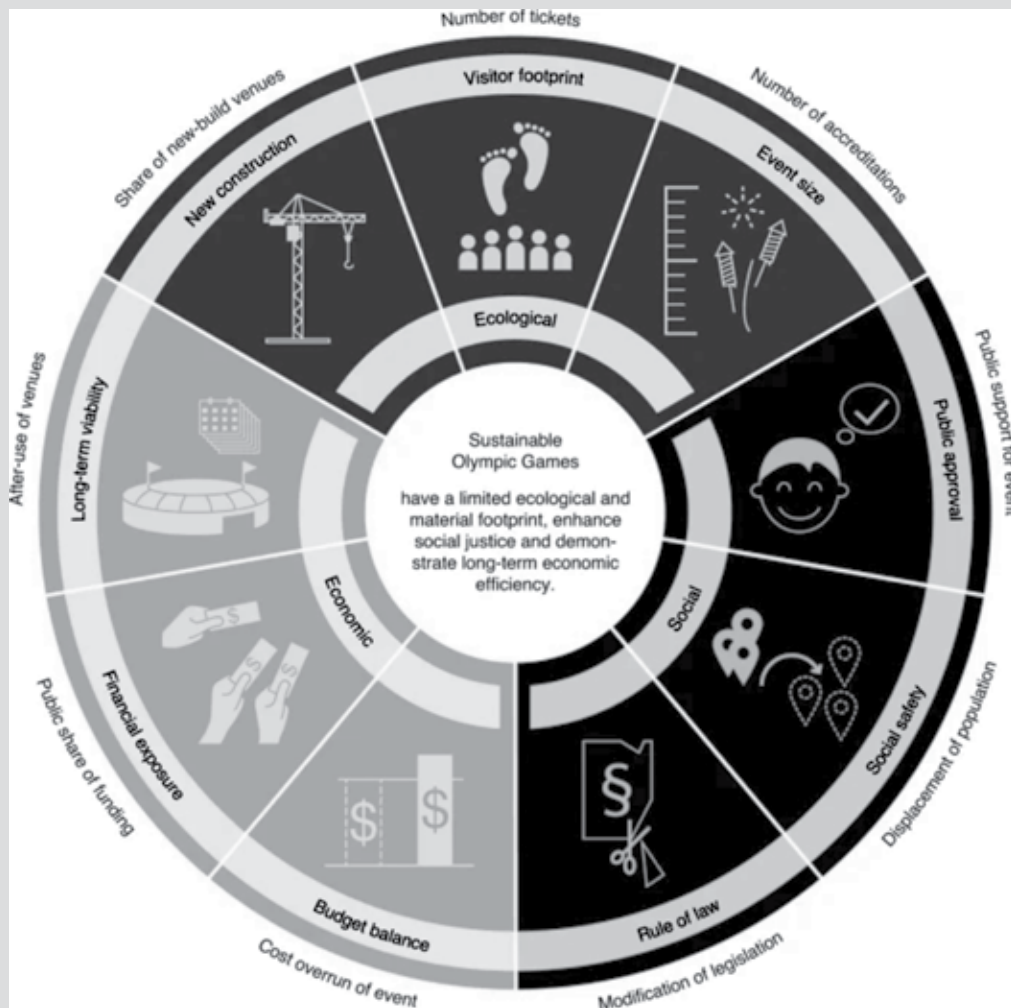 Number of tickets
Visitor footprint
Number of accreditations
Event size
Share of new-build venues
New construction
Ecological
Public support for event
Public approval
Displacement of population
Social safety
Social
Modification of legislation
Rule of law
Cost overrun of event
Budget balance
Public share of funding
Financial exposure
Economic
After-use of venues
Long-term viability
Sustainable
Olympic Games
have a limited ecological and
material footprint, enhance
social justice and demon-
strate long-term economic
efficiency.
$
$
$
$
$
§